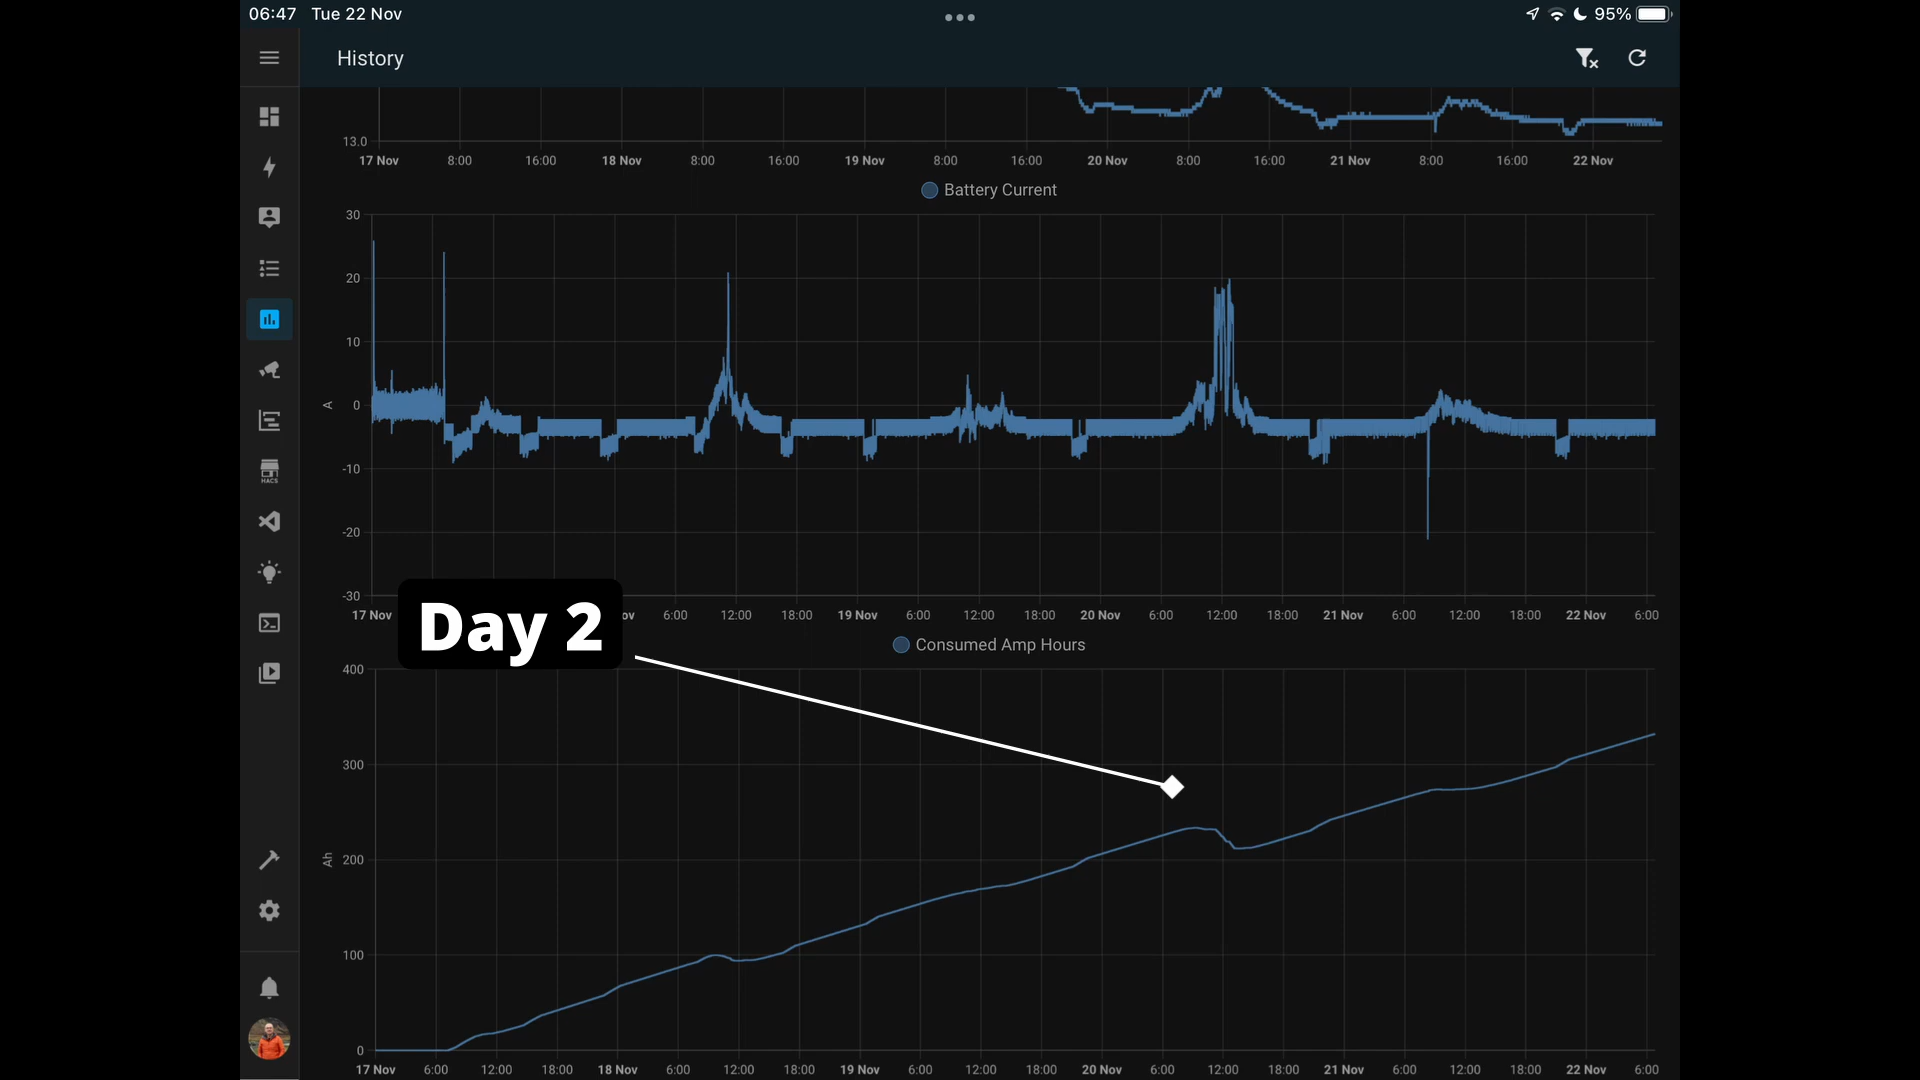 06:47 Tue 22 Nov 95%
History
13.0
17 Nov 8:00 16:00 18 Nov 8:00 16:00 19 Nov 8:00 16:00 20 Nov 8:00 16:00 21 Nov 8:00 16:00 22 Nov
Battery Current
30
20
10
A 0
-10
-20
-30
17 Nov ov 6:00 12:00 18:00 19 Nov 6:00 12:00 18:00 20 Nov 6:00 12:00 18:00 21 Nov 6:00 12:00 18:00 22 Nov 6:00
Day 2
Consumed Amp Hours
400
300
Ah 200
100
0
17 Nov 6:00 12:00 18:00 18 Nov 6:00 12:00 18:00 19 Nov 6:00 12:00 18:00 20 Nov 6:00 12:00 18:00 21 Nov 6:00 12:00 18:00 22 Nov 6:00
HACS